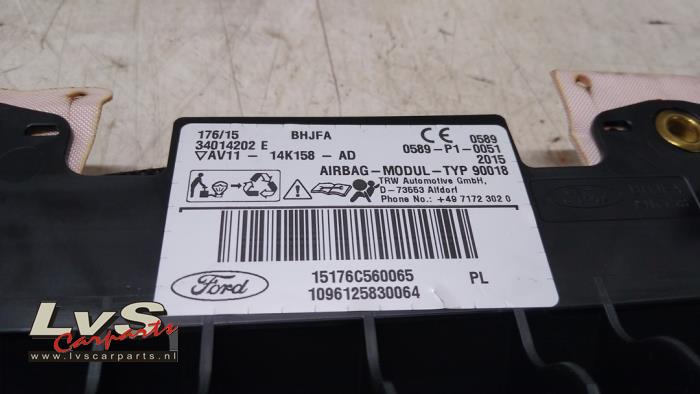 176/15 BHJFA
34014202 E
▽AV11 - 14K158 - AD
CE 0589
0589-P1-0051
2015
AIRBAG-MODUL-TYP 90018
TRW Automotive GmbH,
D-73553 Alfdorf
Phone No.: +49 7172 302 0
15176C560065 PL
1096125830064
Ford
Ford
LvS
Carparts
www.lvscarparts.nl